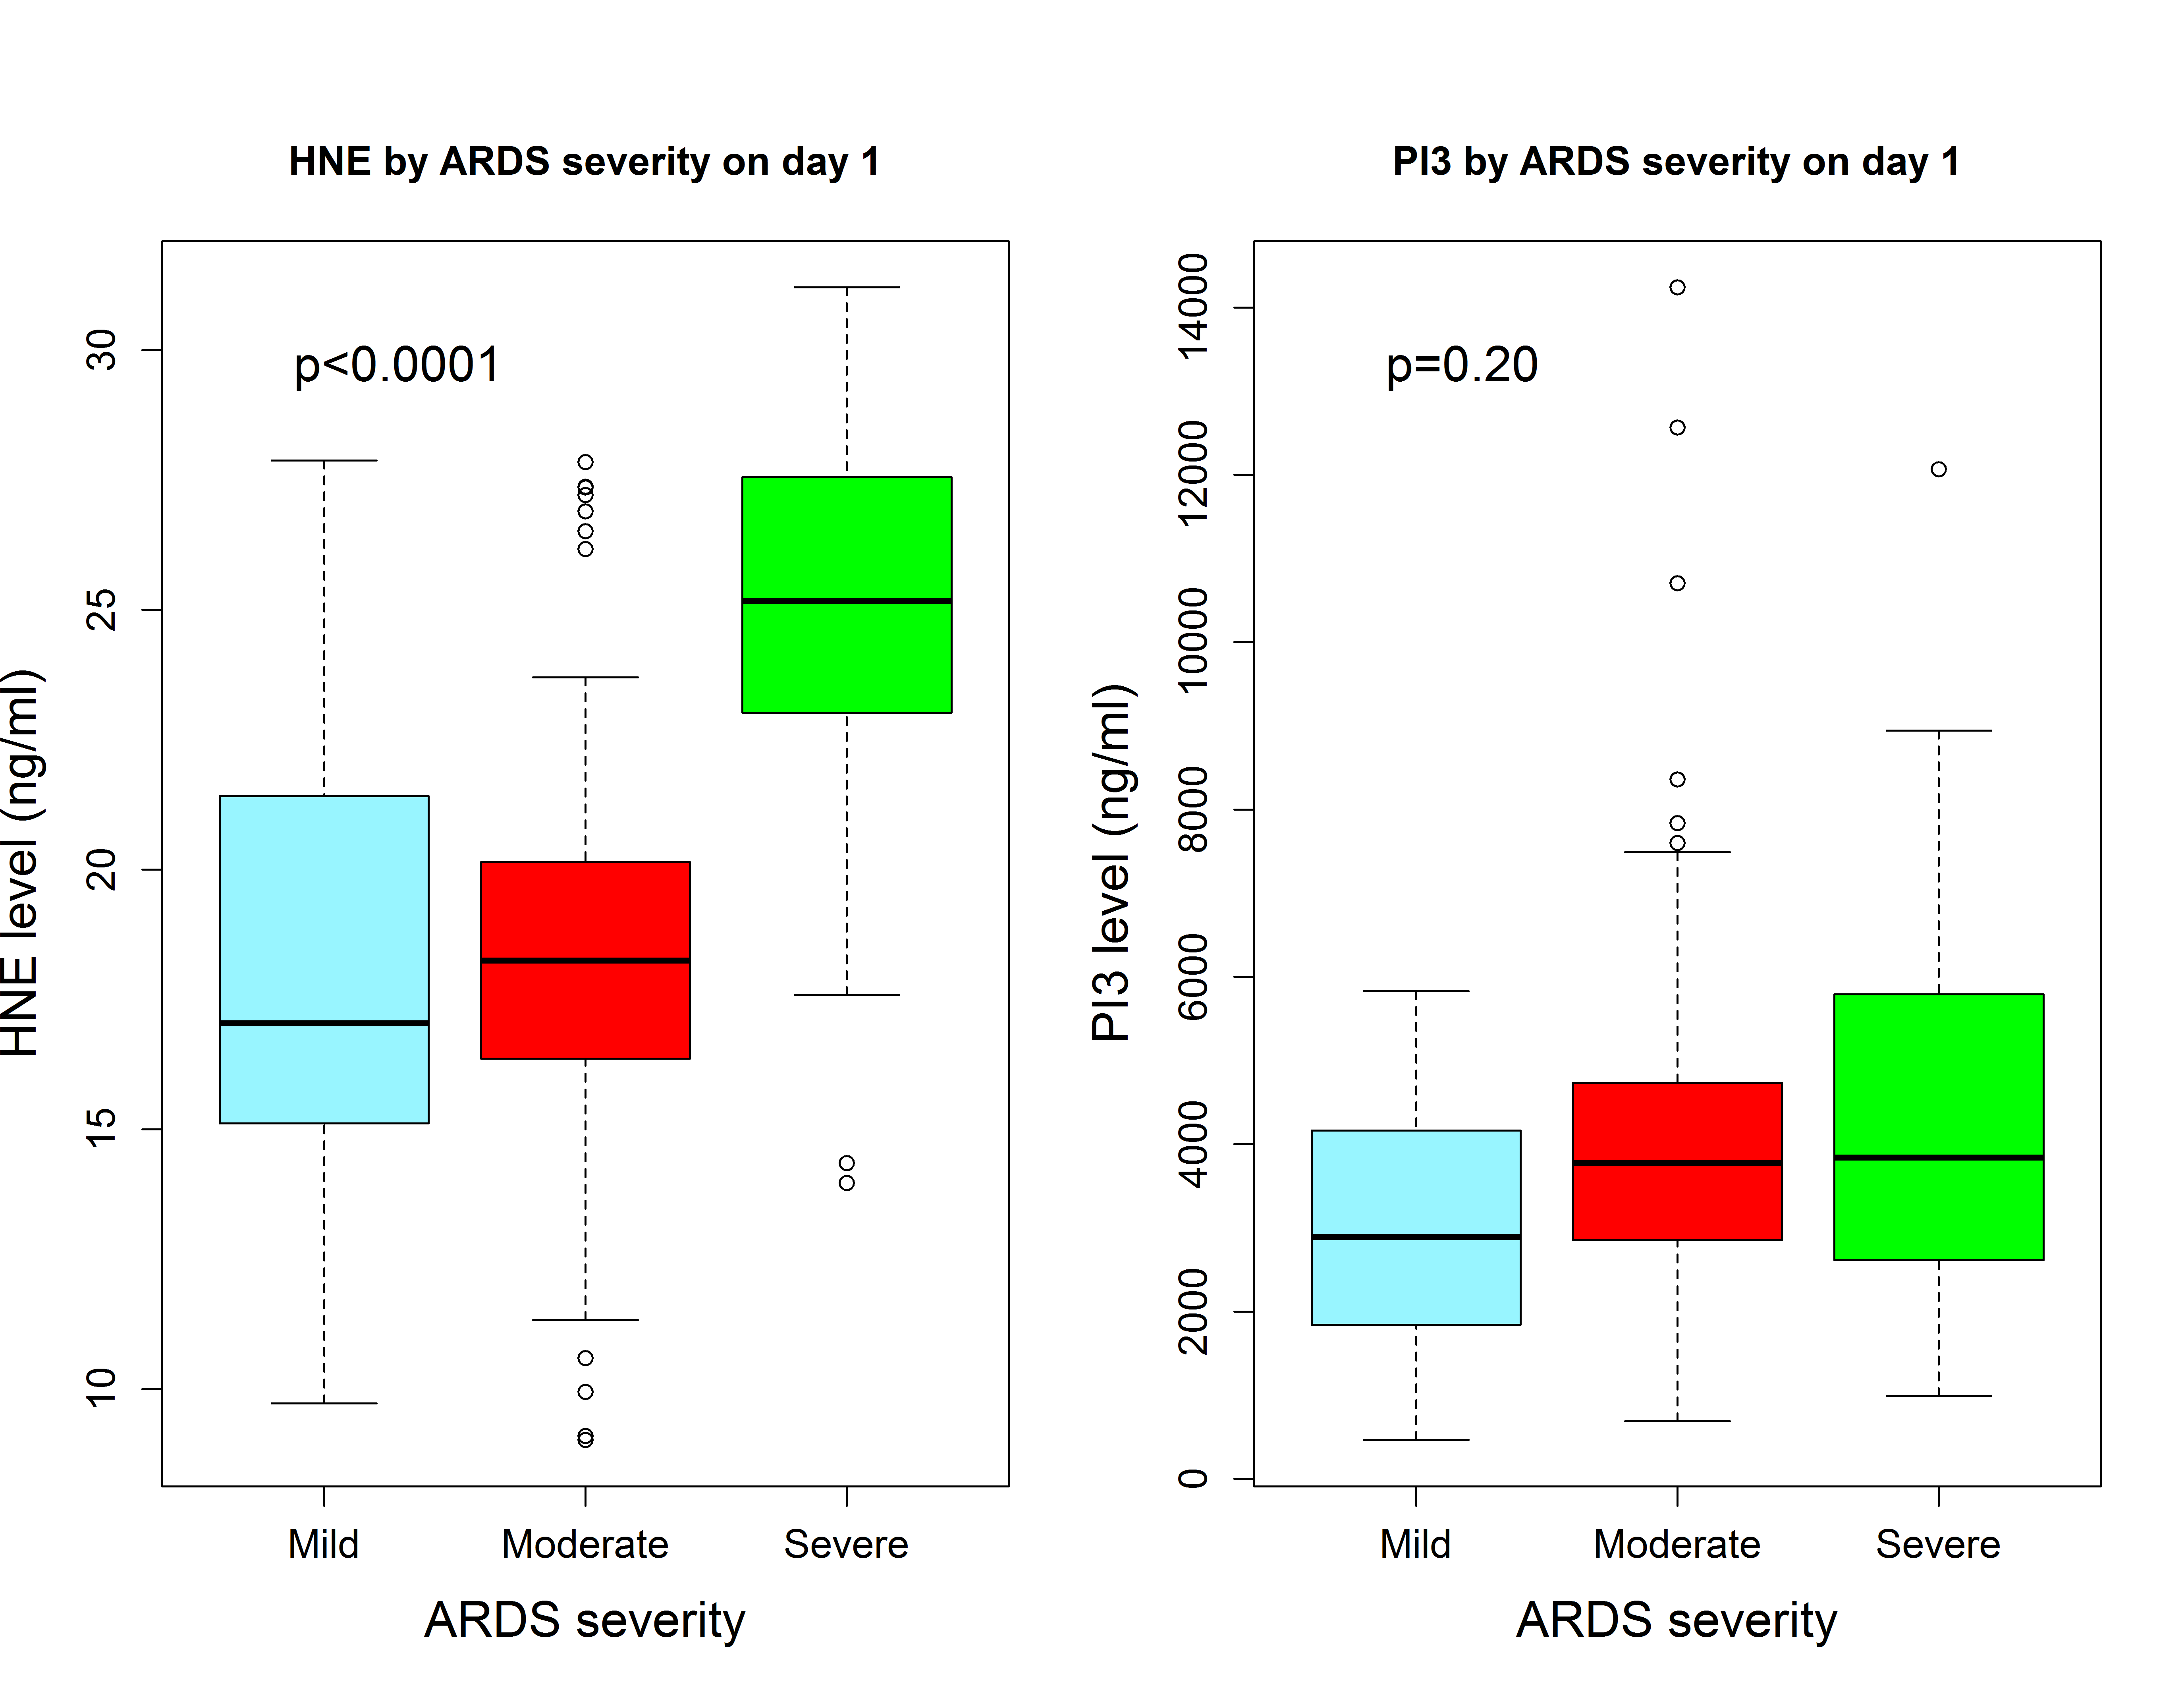 HNE by ARDS severity on day 1
p<0.0001
HNE level (ng/ml)
30
25
20
15
10
Mild Moderate Severe
ARDS severity
PI3 by ARDS severity on day 1
p=0.20
PI3 level (ng/ml)
14000
12000
10000
8000
6000
4000
2000
0
Mild Moderate Severe
ARDS severity